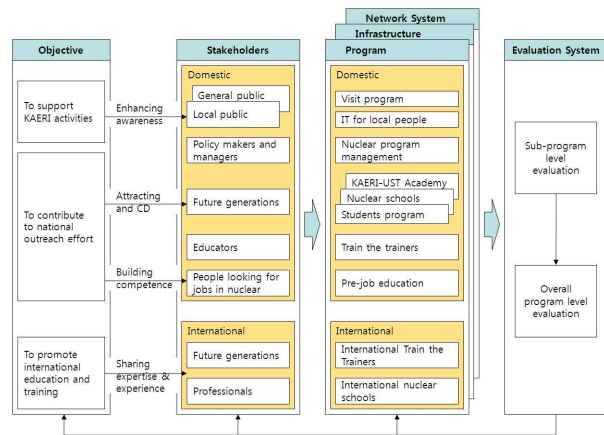 Network System
Infrastructure
Objective
Stakeholders
Program
Evaluation System
To support
KAERI activities
To contribute
to national
outreach effort
To promote
international
education and
training
Enhancing
awareness
Attracting
and CD
Building
competence
Sharing
expertise &
experience
Domestic
General public
Local public
Policy makers and
managers
Future generations
Educators
People looking for
jobs in nuclear
International
Future generations
Professionals
Domestic
Visit program
IT for local people
Nuclear program
management
KAERI-UST Academy
Nuclear schools
Students program
Train the trainers
Pre-job education
International
International Train the
Trainers
International nuclear
schools
Sub-program
level
evaluation
Overall
program level
evaluation